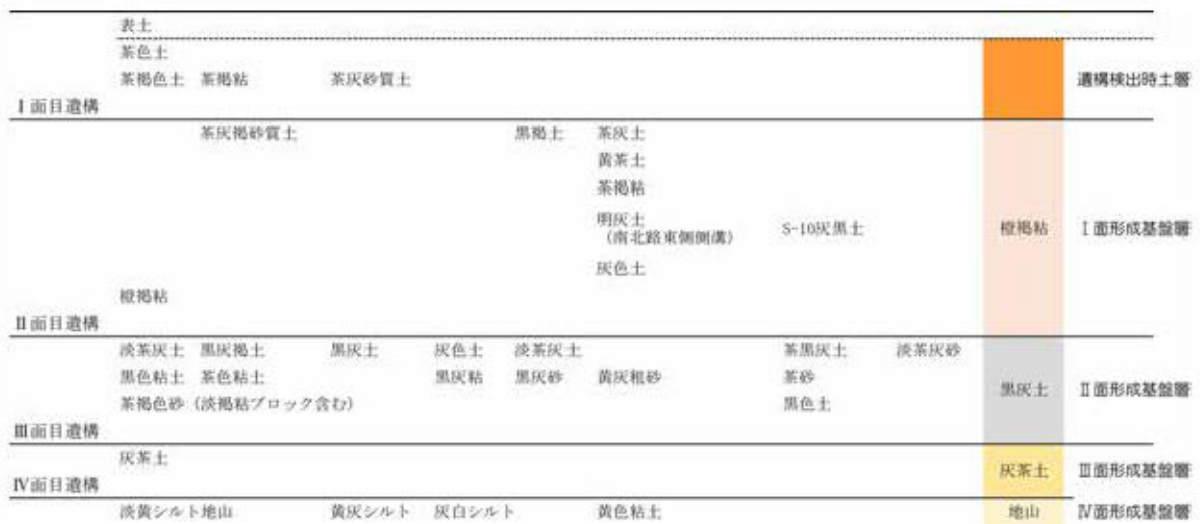 表土
茶色土
茶褐色土 茶褐粘 茶灰砂質土 遺構検出時土層
Ⅰ面目遺構
茶灰褐砂質土 黒褐土 茶灰土
黄茶土
茶褐粘
明灰土
（南北路東側側溝） S-10灰黒土 橙褐粘 Ⅰ面形成基盤層
灰色土
橙褐粘
Ⅱ面目遺構
淡茶灰土 黒灰褐土 黒灰土 灰色土 淡茶灰土 茶黒灰土 淡茶灰砂
黒色粘土 茶色粘土 黒灰粘 黒灰砂 黄灰粗砂 茶砂
黒灰土 Ⅱ面形成基盤層
茶褐色砂（淡褐粘ブロック含む） 黒色土
Ⅲ面目遺構
灰茶土
灰茶土 Ⅲ面形成基盤層
Ⅳ面目遺構
淡黄シルト地山 黄灰シルト 灰白シルト 黄色粘土 地山 Ⅳ面形成基盤層